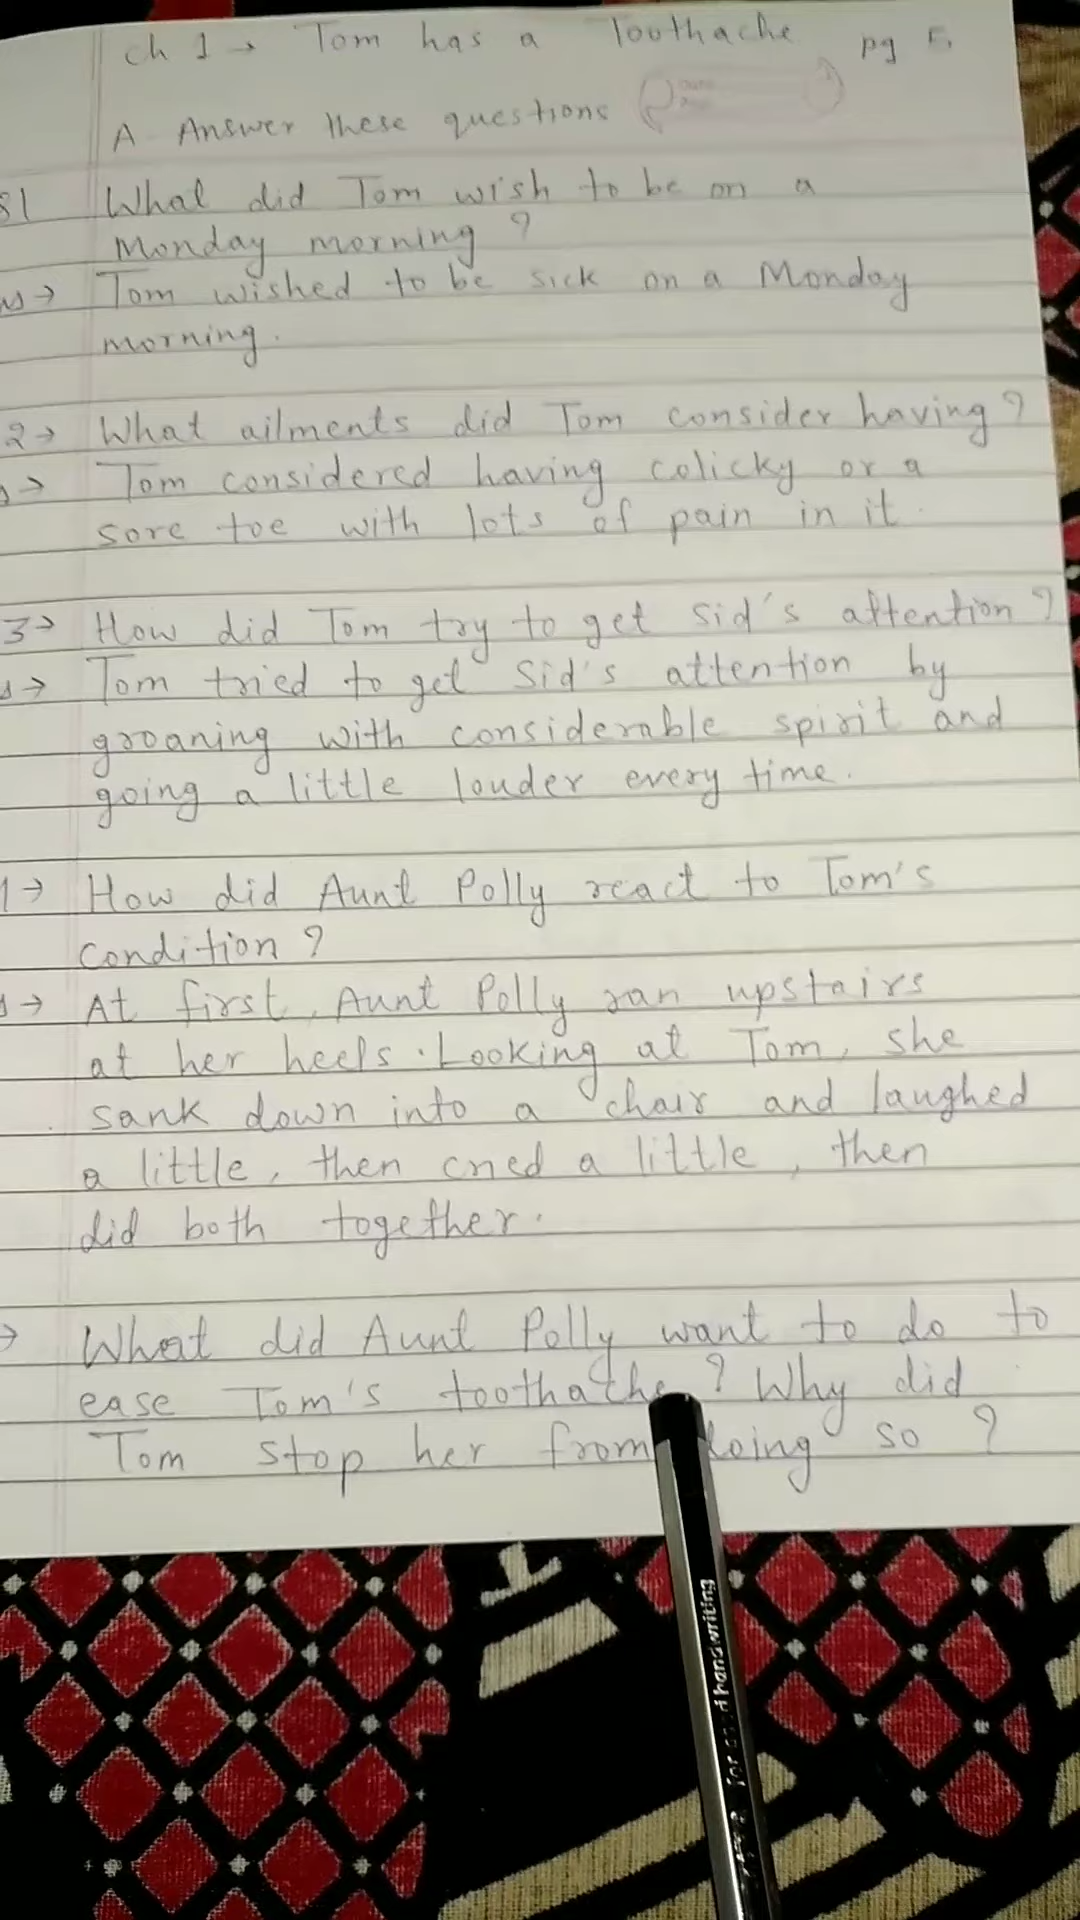 ch 1 → Tom has a Toothache pg 5
A Answer these questions
What did Tom wish to be on a
Monday morning ?
Tom wished to be sick on a Monday
morning.
2→ What ailments did Tom consider having ?
Tom considered having colicky or a
sore toe with lots of pain in it.
3→ How did Tom try to get Sid's attention ?
Tom tried to get Sid's attention by
groaning with considerable spirit and
going a little louder every time.
How did Aunt Polly react to Tom's
condition ?
At first, Aunt Polly ran upstairs
at her heels. Looking at Tom, she
sank down into a chair and laughed
a little, then cried a little, then
did both together.
What did Aunt Polly want to do to
ease Tom's toothache ? Why did
Tom stop her from doing so ?
for good handwriting